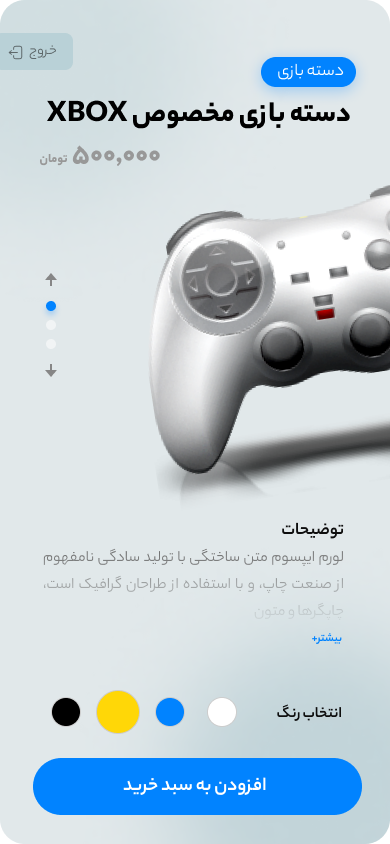 خروج
دسته بازی
دسته بازی مخصوص XBOX
۵۰۰,۰۰۰ تومان
توضیحات
لورم ایپسوم متن ساختگی با تولید سادگی نامفهوم
از صنعت چاپ، و با استفاده از طراحان گرافیک است،
چاپگرها و متون
بیشتر+
انتخاب رنگ
افزودن به سبد خرید